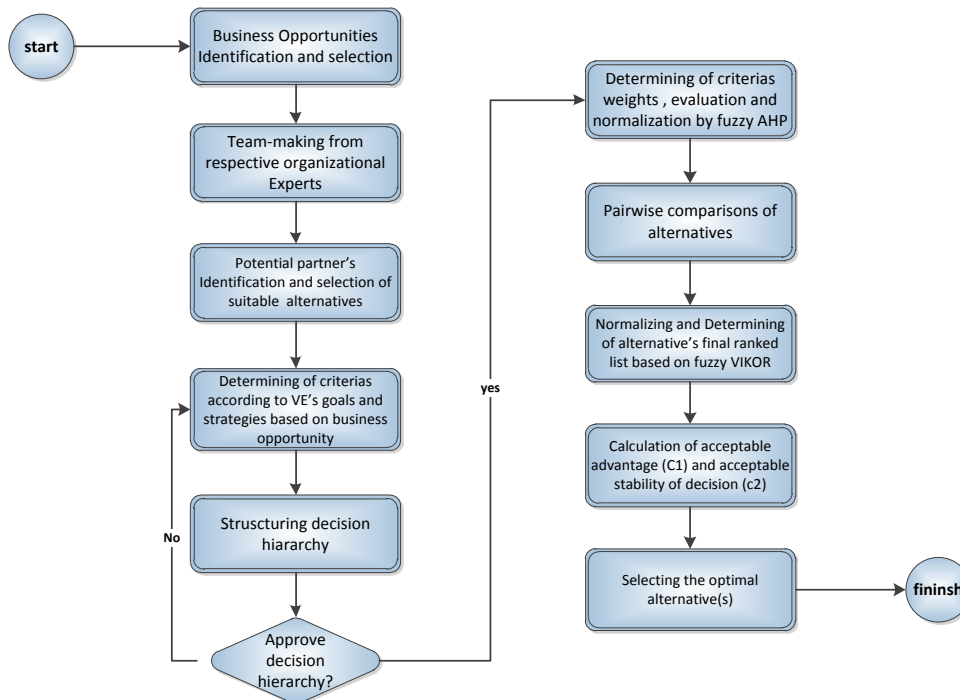 start
Business Opportunities
Identification and selection
Team-making from
respective organizational
Experts
Potential partner's
Identification and selection of
suitable alternatives
Determining of criterias
according to VE's goals and
strategies based on business
opportunity
Struscturing decision
hiararchy
No
Approve
decision
hierarchy?
yes
Determining of criterias
weights , evaluation and
normalization by fuzzy AHP
Pairwise comparisons of
alternatives
Normalizing and Determining
of alternative's final ranked
list based on fuzzy VIKOR
Calculation of acceptable
advantage (C1) and acceptable
stability of decision (c2)
Selecting the optimal
alternative(s)
fininsh